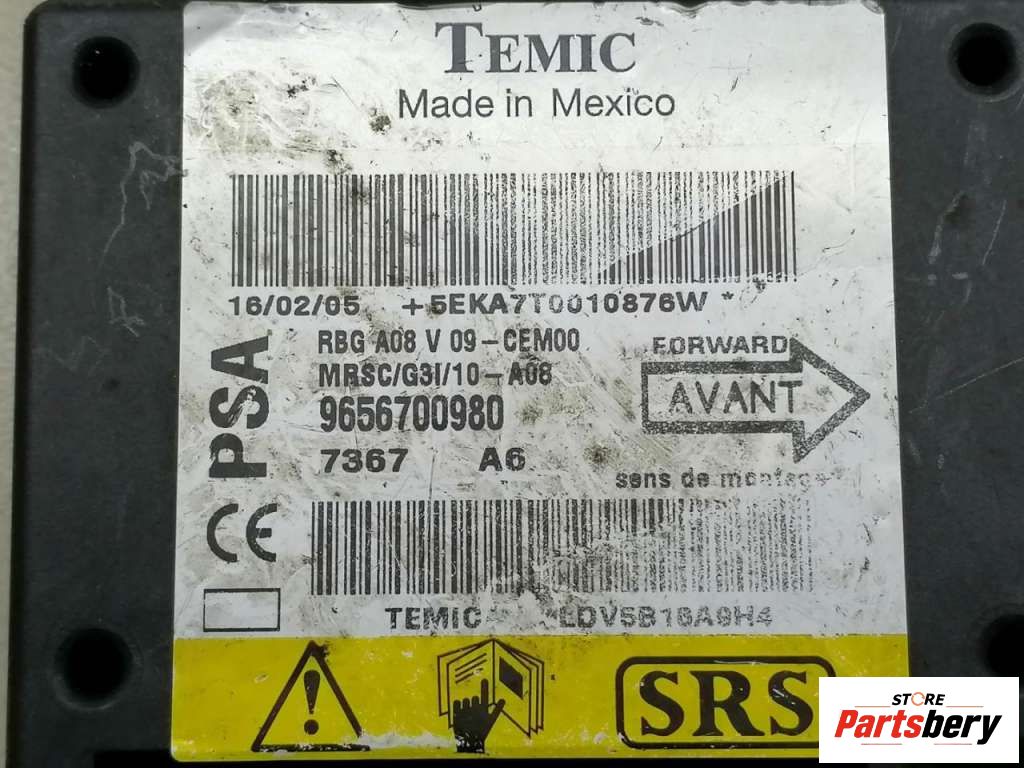 TEMIC
Made in Mexico
16/02/05 +5EKA7T0010876W *
RBG A08 V 09-CEM00
MRSC/G3I/10-A08
9656700980
7367 A6
PSA
FORWARD
AVANT
sens de montage
CE
TEMIC LDV5B16A9H4
SRS
STORE
Partsbery